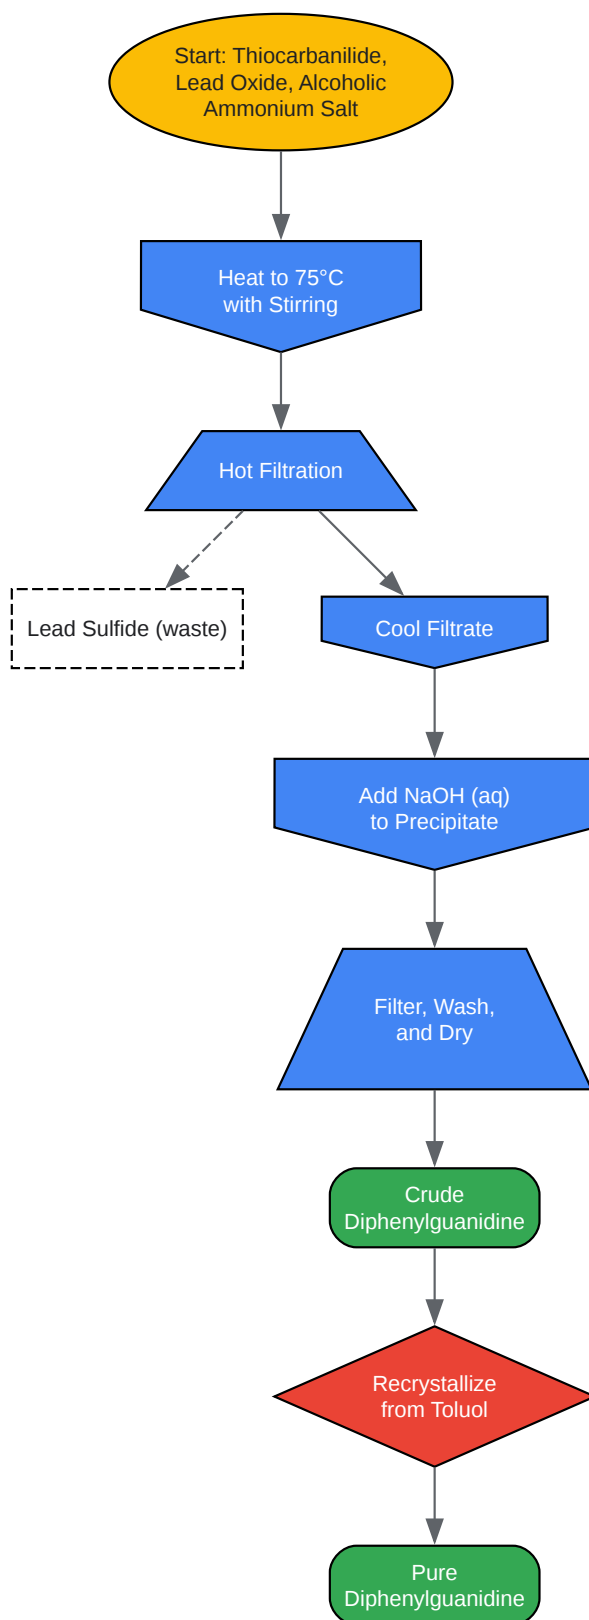 Start: Thiocarbanilide,
Lead Oxide, Alcoholic
Ammonium Salt
Heat to 75°C
with Stirring
Hot Filtration
Lead Sulfide (waste)
Cool Filtrate
Add NaOH (aq)
to Precipitate
Filter, Wash,
and Dry
Crude
Diphenylguanidine
Recrystallize
from Toluol
Pure
Diphenylguanidine